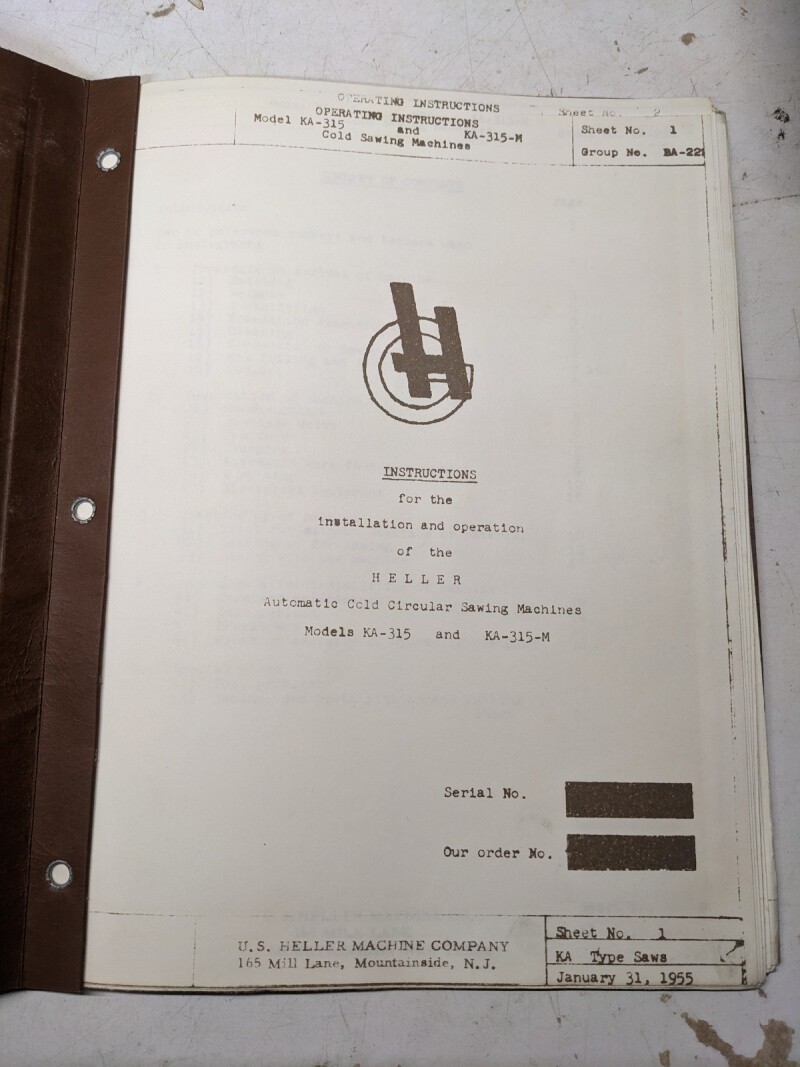 OPERATING INSTRUCTIONS
Sheet No. 2
OPERATING INSTRUCTIONS
Model KA-315 and KA-315-M
Cold Sawing Machines
Sheet No. 1
Group No. BA-221
H
INSTRUCTIONS
for the
installation and operation
of the
HELLER
Automatic Cold Circular Sawing Machines
Models KA-315 and KA-315-M
Serial No.
Our order No.
U.S. HELLER MACHINE COMPANY
165 Mill Lane, Mountainside, N.J.
Sheet No. 1
KA Type Saws
January 31, 1955